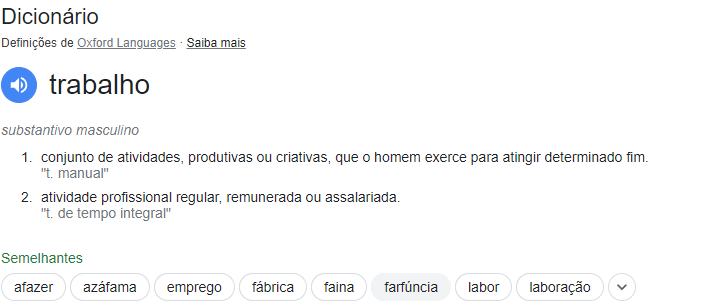 Dicionário
Definições de Oxford Languages · Saiba mais
trabalho
substantivo masculino
1. conjunto de atividades, produtivas ou criativas, que o homem exerce para atingir determinado fim.
"t. manual"
2. atividade profissional regular, remunerada ou assalariada.
"t. de tempo integral"
Semelhantes
afazer azáfama emprego fábrica faina farfúncia labor laboração